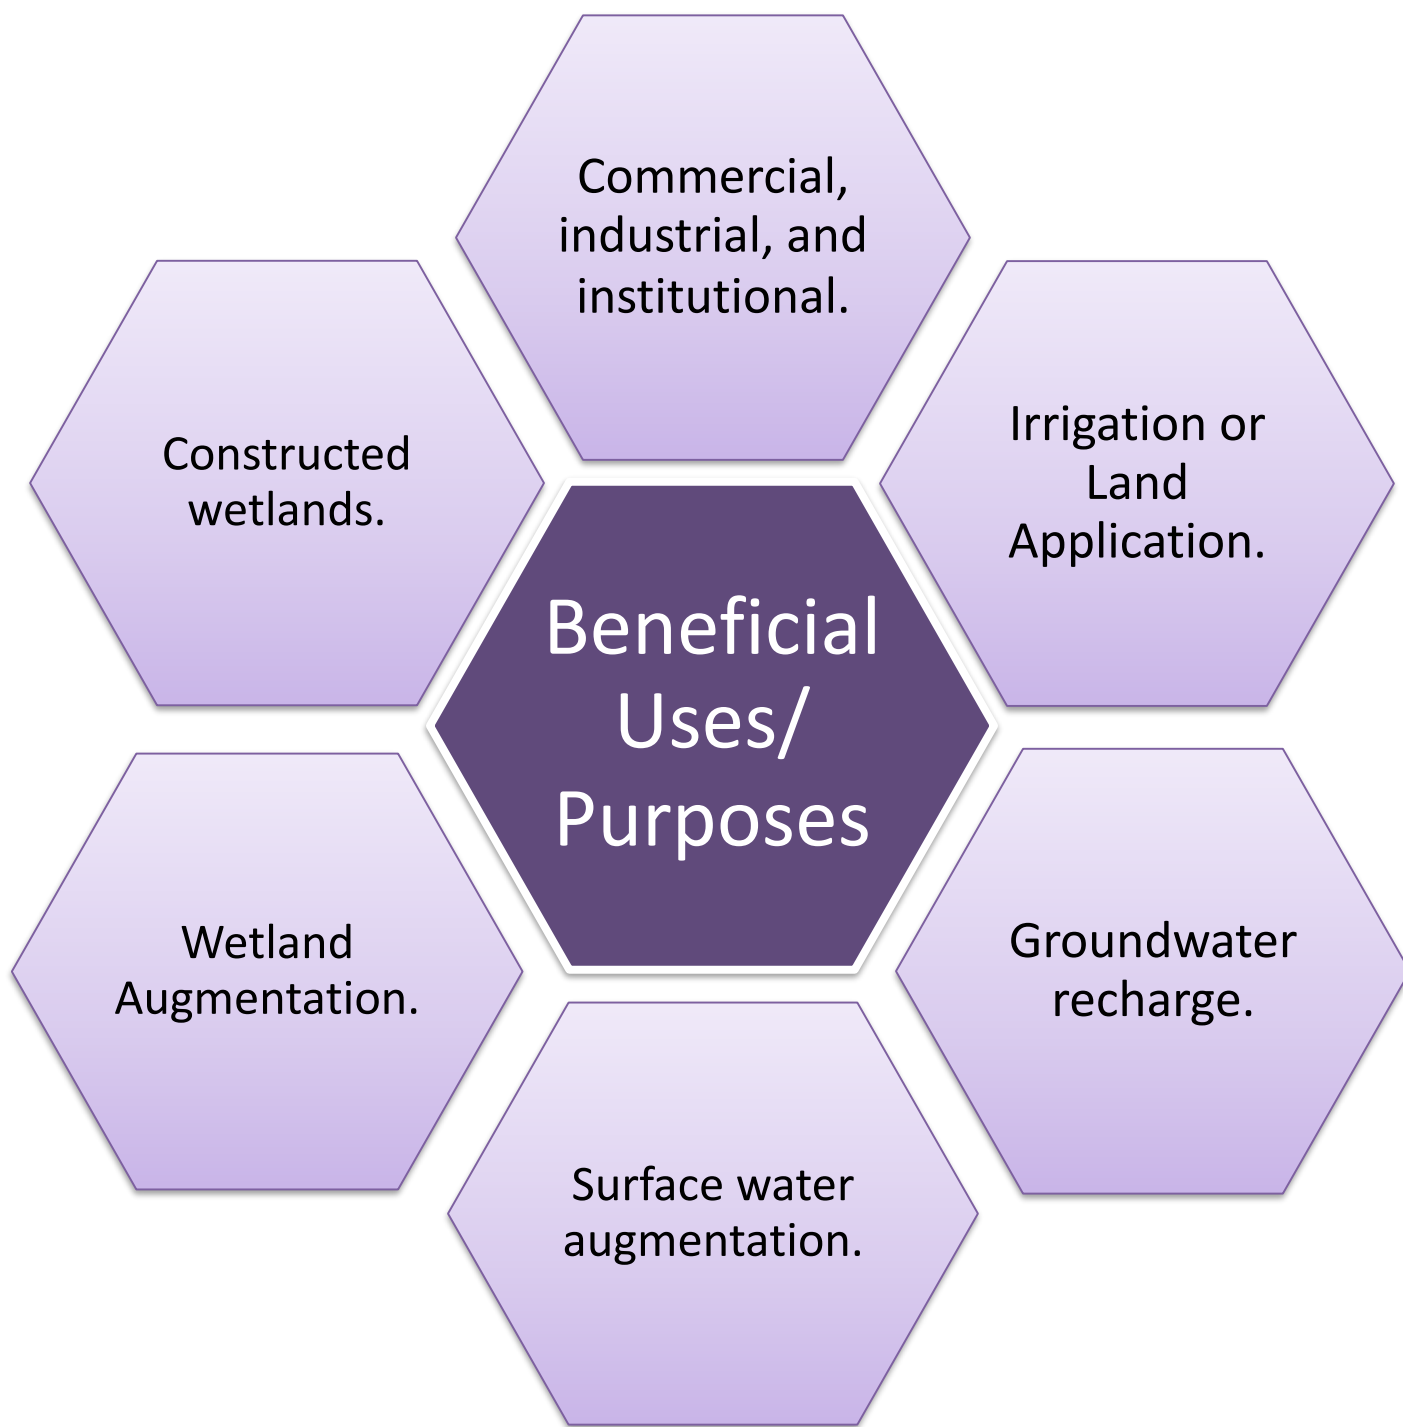 Commercial,
industrial, and
institutional.
Irrigation or
Land
Application.
Groundwater
recharge.
Surface water
augmentation.
Wetland
Augmentation.
Constructed
wetlands.
Beneficial
Uses/
Purposes